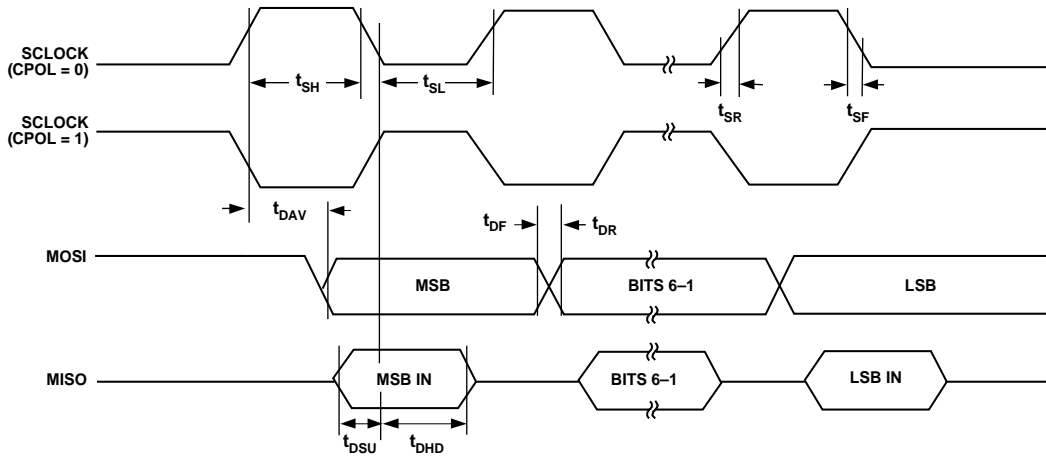 SCLOCK
(CPOL = 0)
tSH
tSL
tSR
tSF
SCLOCK
(CPOL = 1)
tDAV
tDF
tDR
MOSI
MSB
BITS 6–1
LSB
MISO
MSB IN
BITS 6–1
LSB IN
tDSU
tDHD